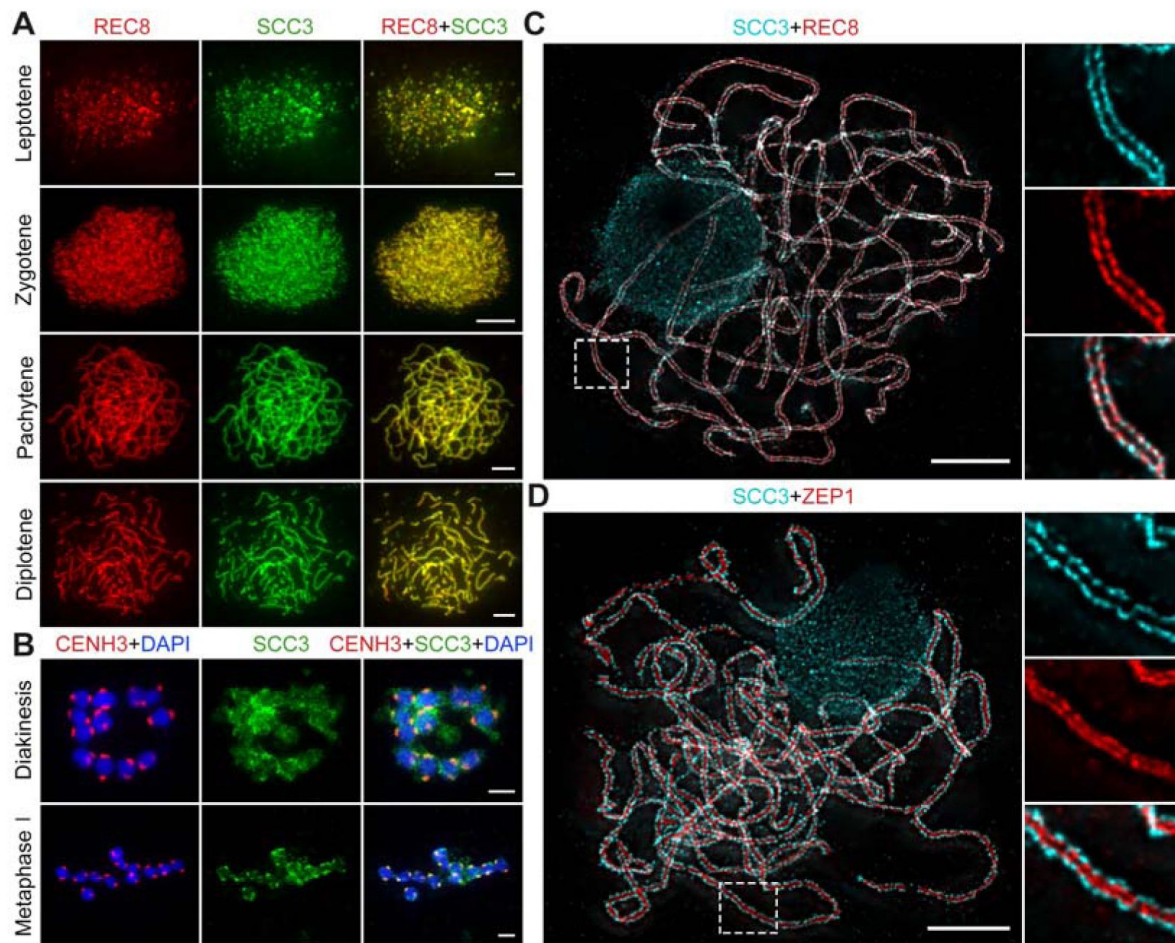 A
REC8 SCC3 REC8+SCC3
Leptotene
Zygotene
Pachytene
Diplotene
B
CENH3+DAPI SCC3 CENH3+SCC3+DAPI
Diakinesis
Metaphase I
C
SCC3+REC8
D
SCC3+ZEP1